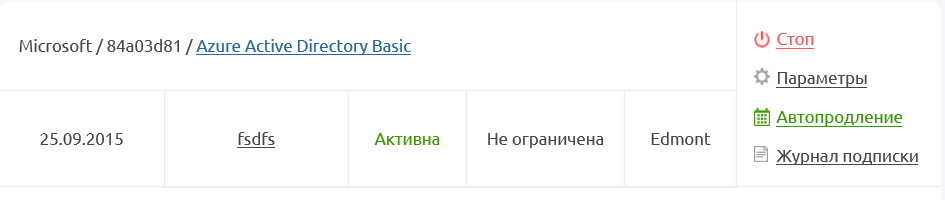 Microsoft / 84a03d81 / Azure Active Directory Basic
25.09.2015 fsdfs Активна Не ограничена Edmont
Стоп
Параметры
Автопродление
Журнал подписки